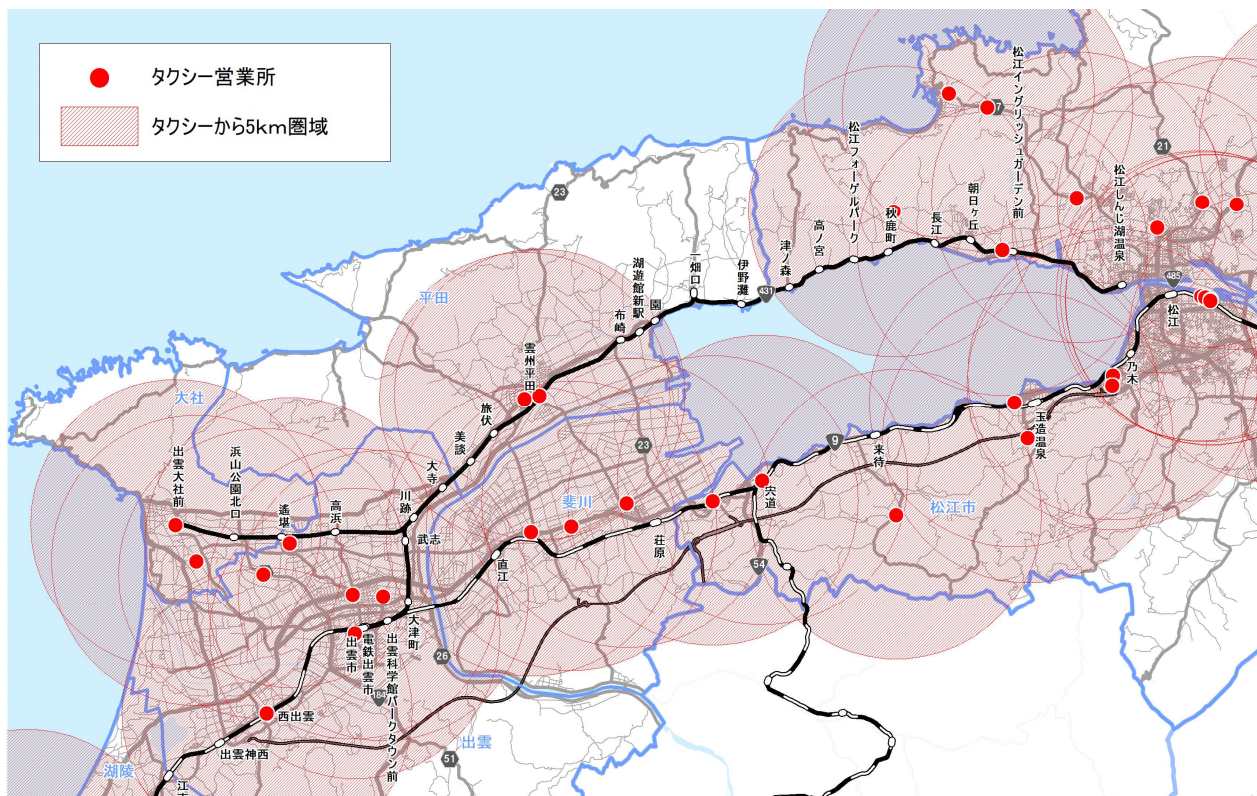 タクシー営業所
タクシーから5km圏域
23
平田
大社
出雲大社前
浜山公園北口
遙堪
高浜
川跡
武志
大寺
美談
旅伏
雲州平田
布崎
湖遊館新駅
園
一畑口
伊野灘
431
津ノ森
高ノ宮
松江フォーゲルパーク
秋鹿町
長江
朝日ヶ丘
松江イングリッシュガーデン前
37
21
松江しんじ湖温泉
485
松江
乃木
玉造温泉
来待
9
松江市
宍道
54
荘原
23
斐川
直江
大津町
出雲科学館パークタウン前
電鉄出雲市
出雲市
184
26
西出雲
出雲神西
出雲
51
湖陵
江